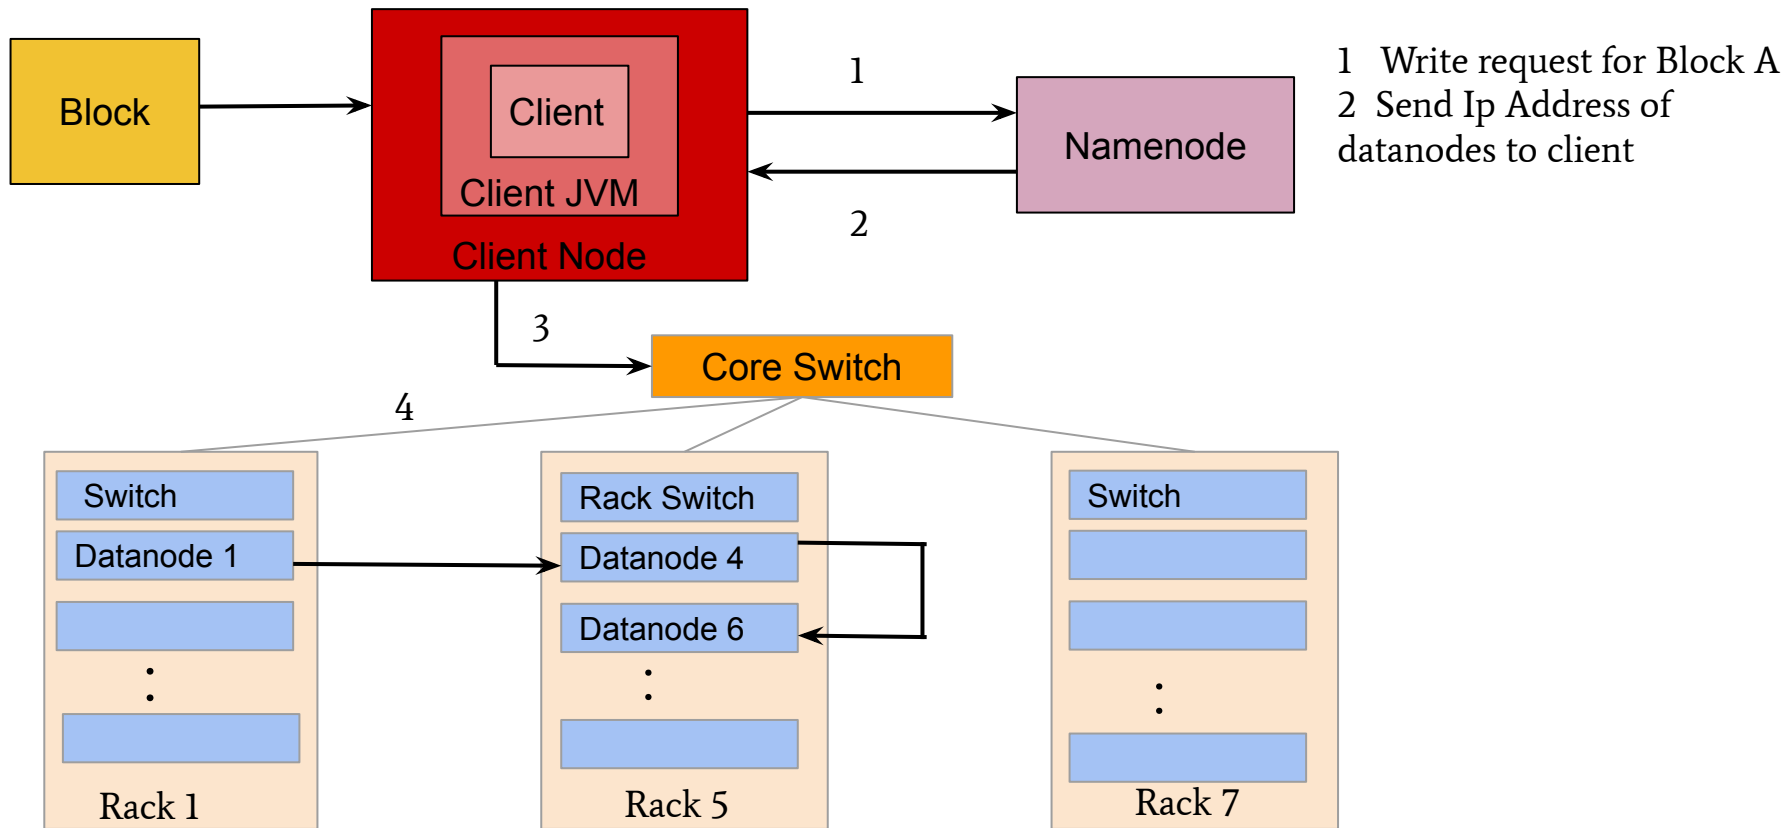 Block
Client
Client JVM
Client Node
1
2
Namenode
1 Write request for Block A
2 Send Ip Address of
datanodes to client
3
Core Switch
4
Switch
Datanode 1
Rack 1
Rack Switch
Datanode 4
Datanode 6
Rack 5
Switch
Rack 7